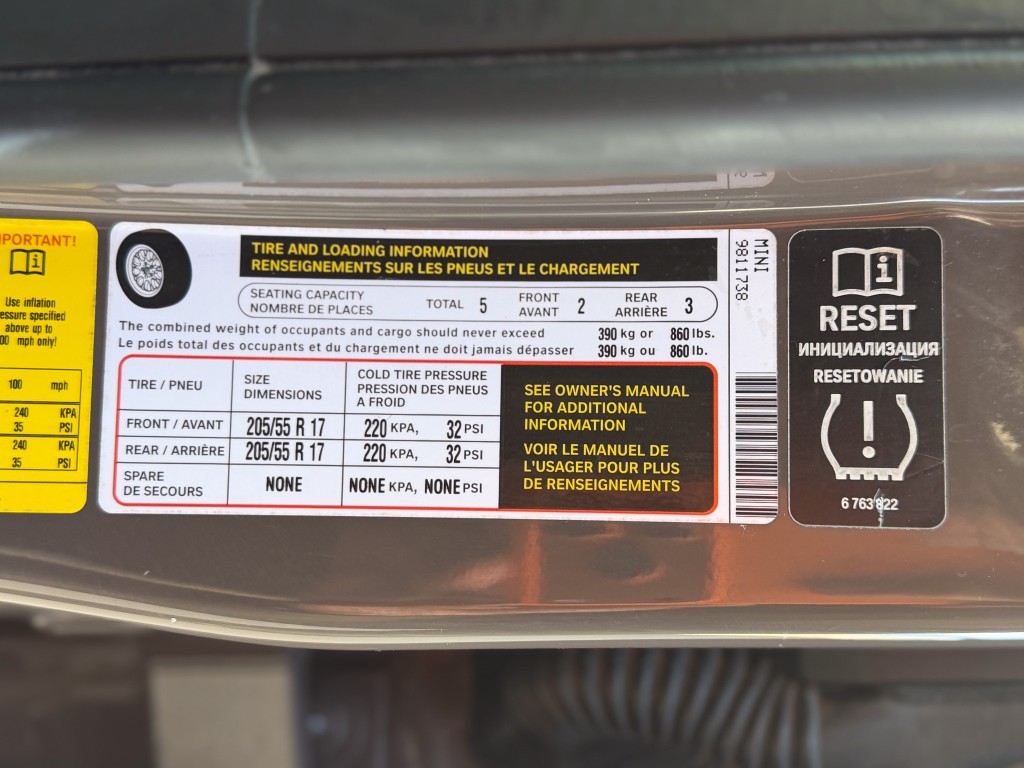 PORTANT!
Use inflation
essure specified
above up to
mph only!
100 mph
240 KPA
35 PSI
240 KPA
35 PSI
TIRE AND LOADING INFORMATION
RENSEIGNEMENTS SUR LES PNEUS ET LE CHARGEMENT
SEATING CAPACITY
NOMBRE DE PLACES
TOTAL 5
FRONT
AVANT 2
REAR
ARRIÈRE 3
The combined weight of occupants and cargo should never exceed 390 kg or 860 lbs.
Le poids total des occupants et du chargement ne doit jamais dépasser 390 kg ou 860 lb.
TIRE / PNEU
SIZE
DIMENSIONS
COLD TIRE PRESSURE
PRESSION DES PNEUS
A FROID
FRONT / AVANT 205/55 R 17 220 KPA, 32 PSI
REAR / ARRIÈRE 205/55 R 17 220 KPA, 32 PSI
SPARE
DE SECOURS
NONE NONE KPA, NONE PSI
SEE OWNER'S MANUAL
FOR ADDITIONAL
INFORMATION
VOIR LE MANUEL DE
L'USAGER POUR PLUS
DE RENSEIGNEMENTS
MINI
9811738
i
RESET
ИНИЦИАЛИЗАЦИЯ
RESETOWANIE
!
6 763 822